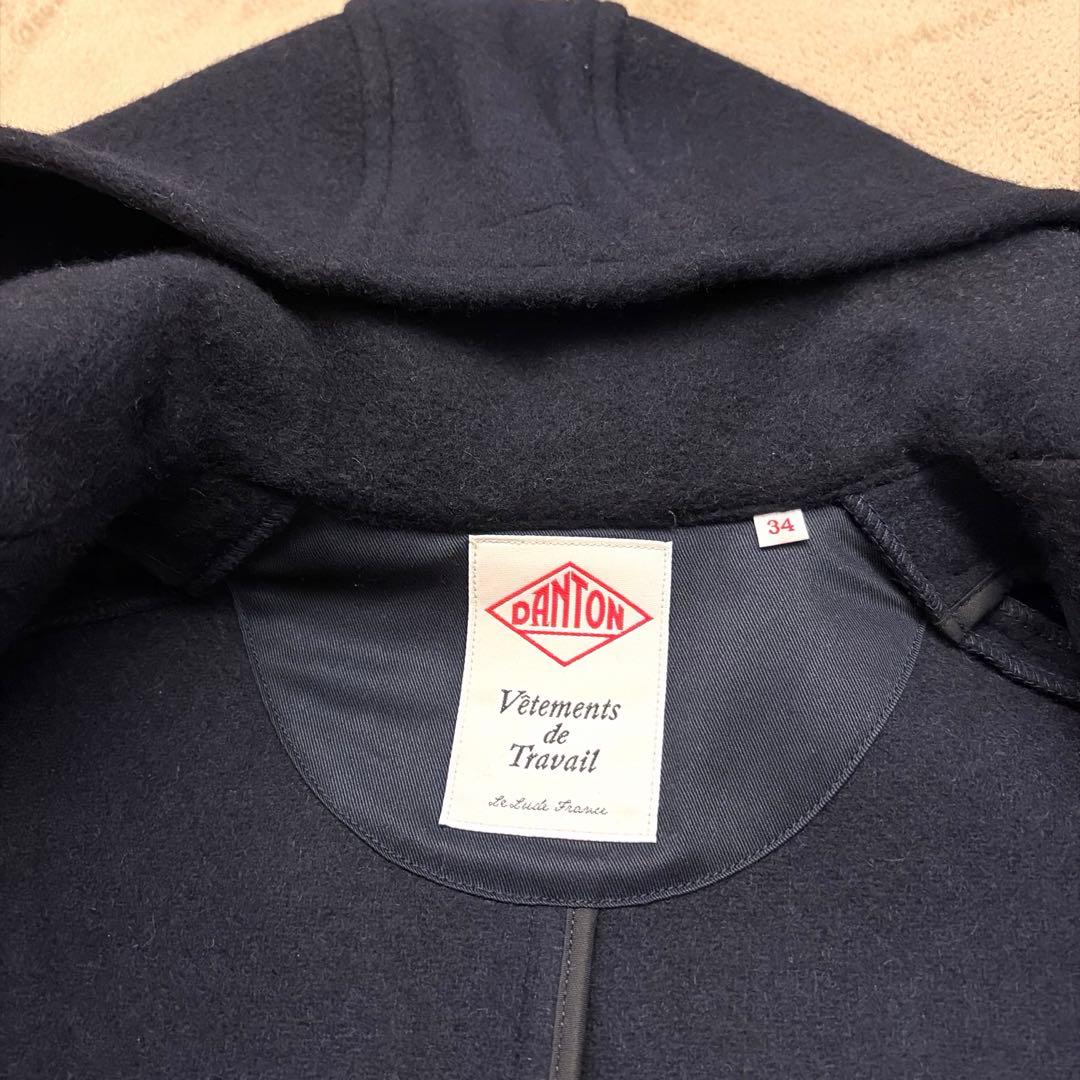 34
DANTON
Vêtements
de
Travail
Le Lude France